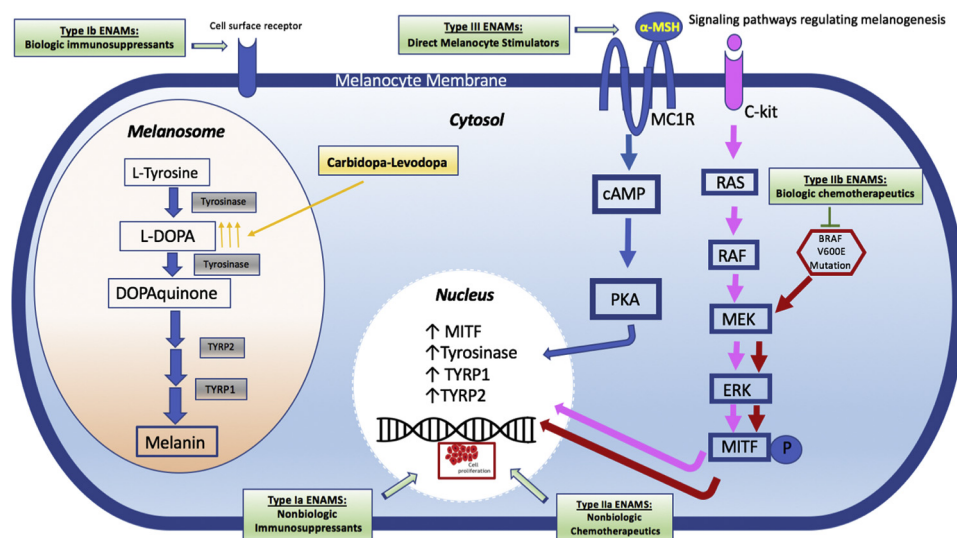 Type Ib ENAMs:
Biologic immunosuppressants
Cell surface receptor
Type III ENAMs:
Direct Melanocyte Stimulators
α-MSH
Signaling pathways regulating melanogenesis
Melanocyte Membrane
MC1R
C-kit
Melanosome
Cytosol
L-Tyrosine
Tyrosinase
L-DOPA
Tyrosinase
DOPAquinone
TYRP2
TYRP1
Melanin
Carbidopa-Levodopa
cAMP
PKA
RAS
RAF
MEK
ERK
MITF
P
Type IIb ENAMS:
Biologic chemotherapeutics
BRAF
V600E
Mutation
Nucleus
↑ MITF
↑Tyrosinase
↑ TYRP1
↑TYRP2
Cell
proliferation
Type Ia ENAMS:
Nonbiologic
Immunosuppressants
Type IIa ENAMS:
Nonbiologic
Chemotherapeutics